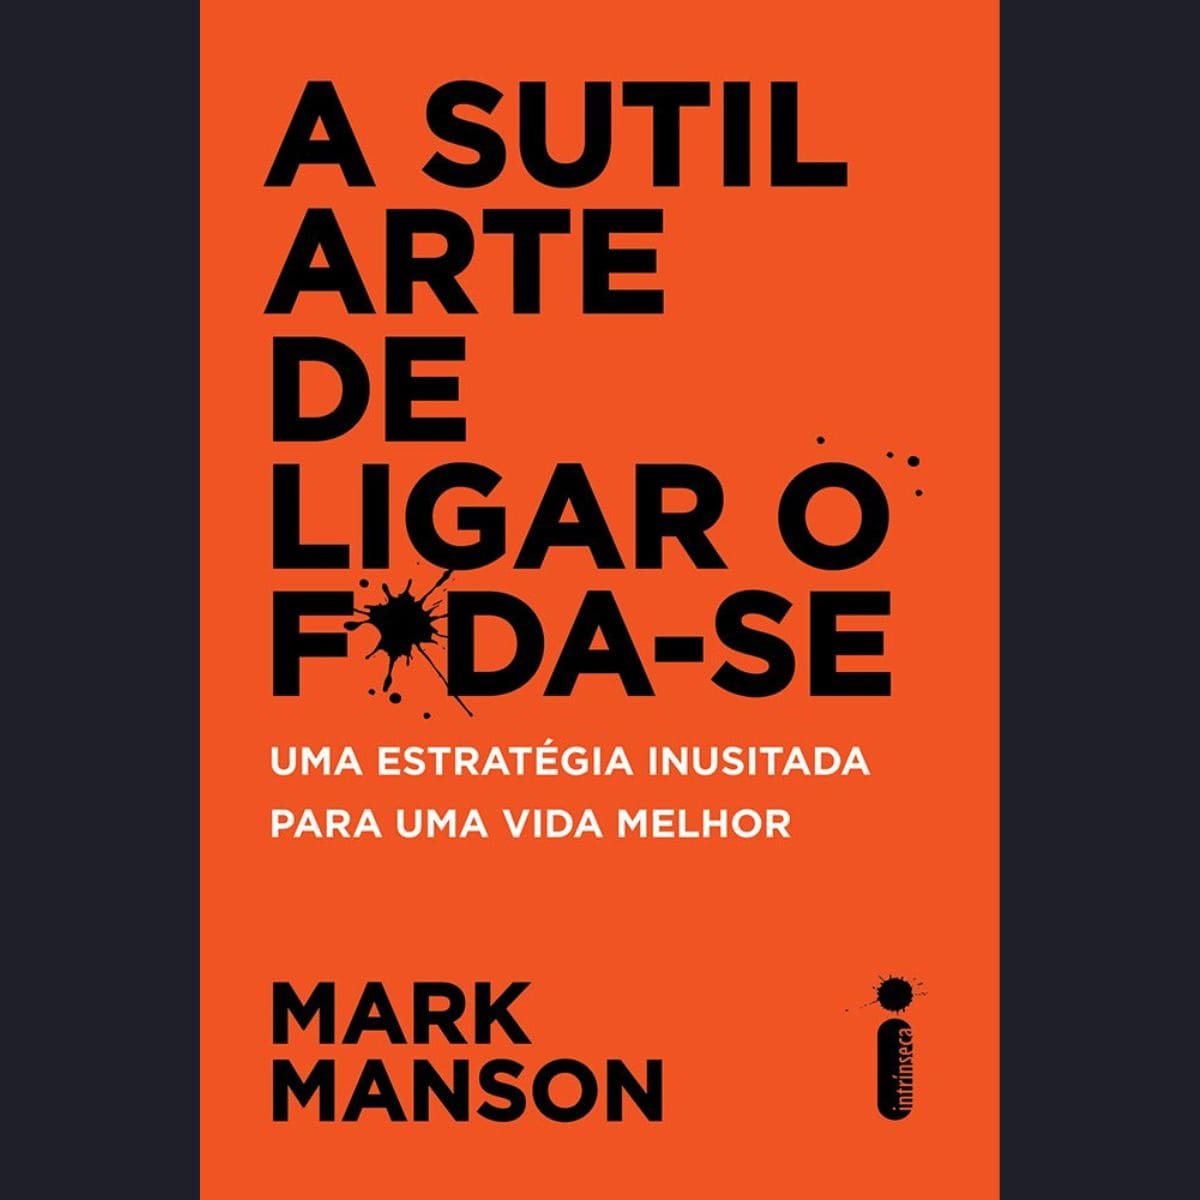 A SUTIL
ARTE
DE
LIGAR O
F*DA-SE
UMA ESTRATÉGIA INUSITADA
PARA UMA VIDA MELHOR
MARK
MANSON
intrínseca